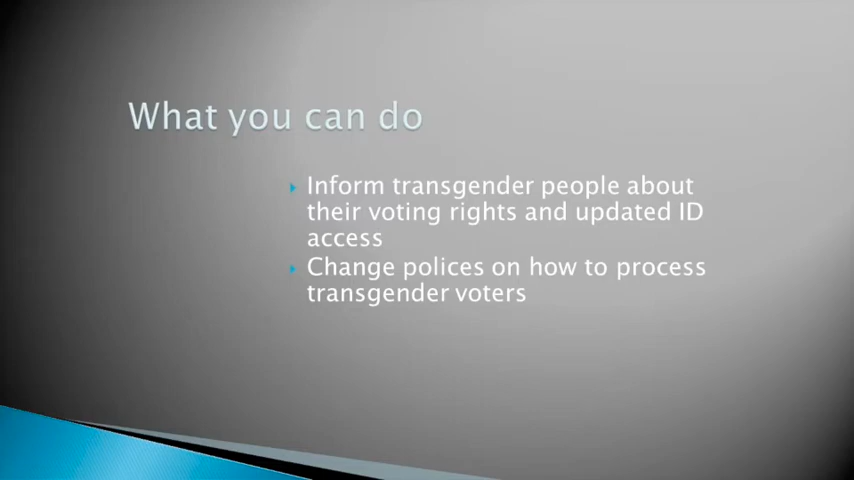 What you can do
Inform transgender people about
their voting rights and updated ID
access
Change polices on how to process
transgender voters